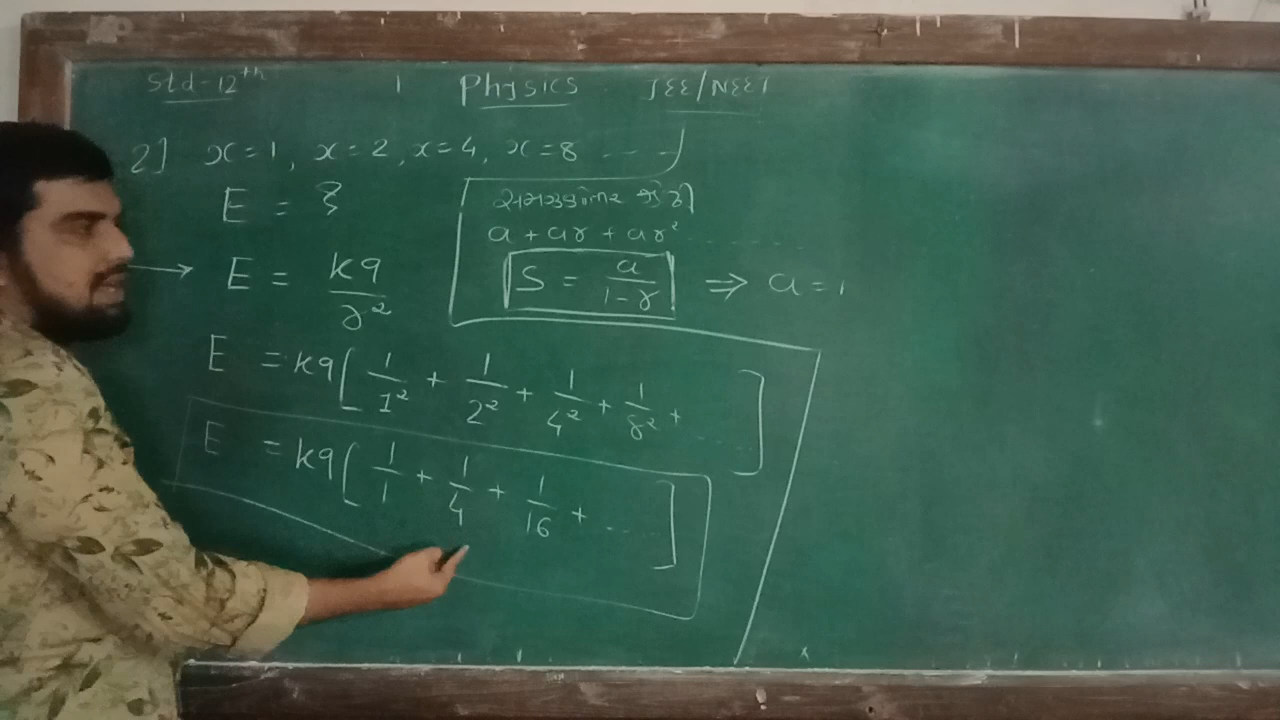 Std-12th 1 Physics JEE/NEET
2] x=1, x=2, x=4, x=8 ----
E = ?
E = kq/r²
a + ar + ar² ........
S = a/1-r ⇒ a = 1
E = kq[1/1² + 1/2² + 1/4² + 1/8² + ....]
E = kq[1/1 + 1/4 + 1/16 + ......]